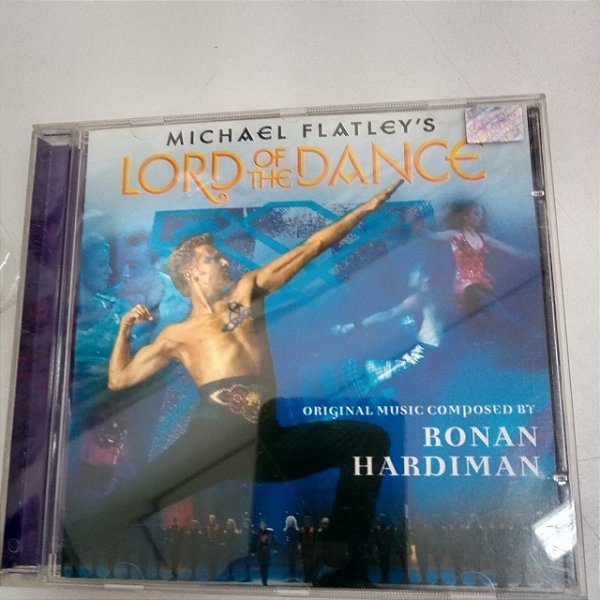 MICHAEL FLATLEY'S
LORD OF THE DANCE
ORIGINAL MUSIC COMPOSED BY
RONAN
HARDIMAN